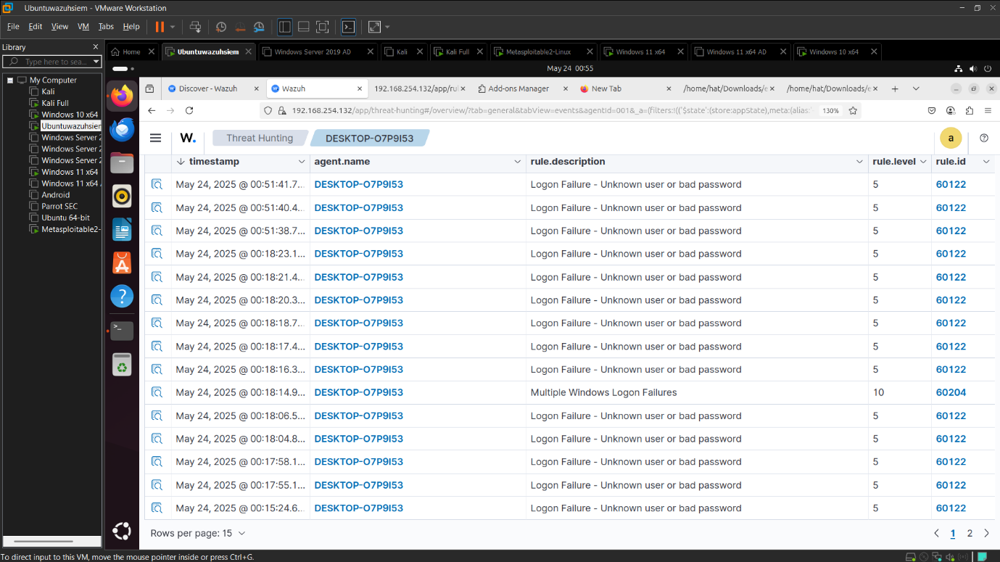 Ubuntuwazuhsiem - VMware Workstation
File Edit View VM Tabs Help
Library
Type here to sea...
My Computer
Kali
Kali Full
Windows 10 x64
Ubuntuwazuhsien
Windows Server 2
Windows Server 2
Windows Server 2
Windows 11 x64
Windows 11 x64
Android
Parrot SEC
Ubuntu 64-bit
Metasploitable2-
Home Ubuntuwazuhsiem Windows Server 2019 AD Kali Kali Full Metasploitable2-Linux Windows 11 x64 Windows 11 x64 AD Windows 10 x64
May 24 00:55
Discover - Wazuh Wazuh 192.168.254.132/app/rul Add-ons Manager New Tab /home/hat/Downloads/e /home/hat/Downloads/e
192.168.254.132/app/threat-hunting#/overview/?tab=general&tabView=events&agentId=001&_a=(filters:!(('$state':(store:appState),meta:(alias: 130%
W. Threat Hunting DESKTOP-O7P9I53 a
timestamp agent.name rule.description rule.level rule.id
May 24, 2025 @ 00:51:41.7... DESKTOP-O7P9I53 Logon Failure - Unknown user or bad password 5 60122
May 24, 2025 @ 00:51:40.4... DESKTOP-O7P9I53 Logon Failure - Unknown user or bad password 5 60122
May 24, 2025 @ 00:51:38.7... DESKTOP-O7P9I53 Logon Failure - Unknown user or bad password 5 60122
May 24, 2025 @ 00:18:23.1... DESKTOP-O7P9I53 Logon Failure - Unknown user or bad password 5 60122
May 24, 2025 @ 00:18:21.4... DESKTOP-O7P9I53 Logon Failure - Unknown user or bad password 5 60122
May 24, 2025 @ 00:18:20.3... DESKTOP-O7P9I53 Logon Failure - Unknown user or bad password 5 60122
May 24, 2025 @ 00:18:18.7... DESKTOP-O7P9I53 Logon Failure - Unknown user or bad password 5 60122
May 24, 2025 @ 00:18:17.4... DESKTOP-O7P9I53 Logon Failure - Unknown user or bad password 5 60122
May 24, 2025 @ 00:18:16.3... DESKTOP-O7P9I53 Logon Failure - Unknown user or bad password 5 60122
May 24, 2025 @ 00:18:14.9... DESKTOP-O7P9I53 Multiple Windows Logon Failures 10 60204
May 24, 2025 @ 00:18:06.5... DESKTOP-O7P9I53 Logon Failure - Unknown user or bad password 5 60122
May 24, 2025 @ 00:18:04.8... DESKTOP-O7P9I53 Logon Failure - Unknown user or bad password 5 60122
May 24, 2025 @ 00:17:58.1... DESKTOP-O7P9I53 Logon Failure - Unknown user or bad password 5 60122
May 24, 2025 @ 00:17:55.1... DESKTOP-O7P9I53 Logon Failure - Unknown user or bad password 5 60122
May 24, 2025 @ 00:15:24.6... DESKTOP-O7P9I53 Logon Failure - Unknown user or bad password 5 60122
Rows per page: 15 1 2
To direct input to this VM, move the mouse pointer inside or press Ctrl+G.